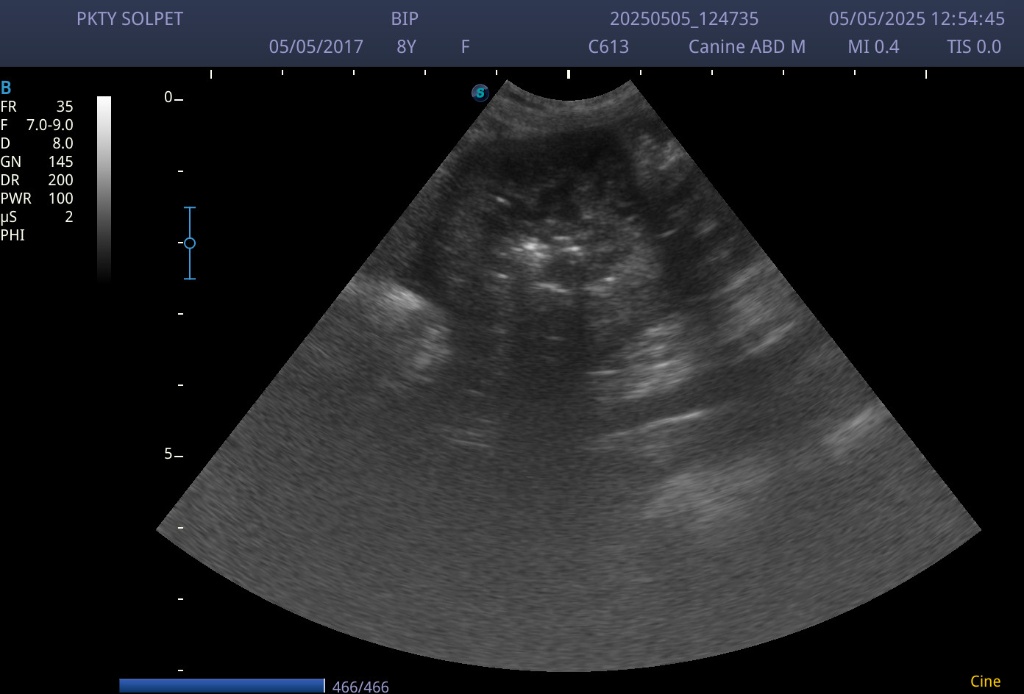 PKTY SOLPET BIP 20250505_124735 05/05/2025 12:54:45
05/05/2017 8Y F C613 Canine ABD M MI 0.4 TIS 0.0
B
FR 35
F 7.0-9.0
D 8.0
GN 145
DR 200
PWR 100
µS 2
PHI
0
5
466/466
Cine